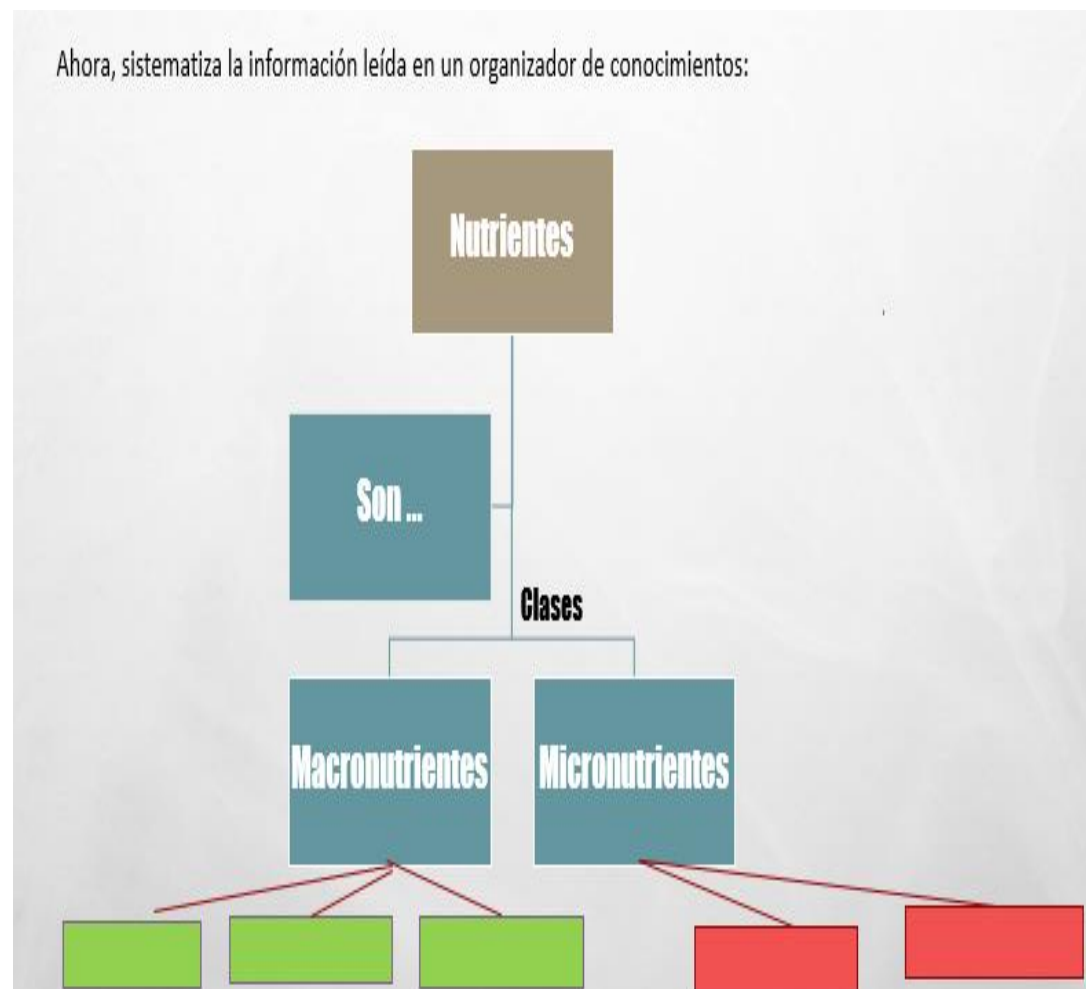 Ahora, sistematiza la información leída en un organizador de conocimientos:
Nutrientes
Son ...
Clases
Macronutrientes
Micronutrientes